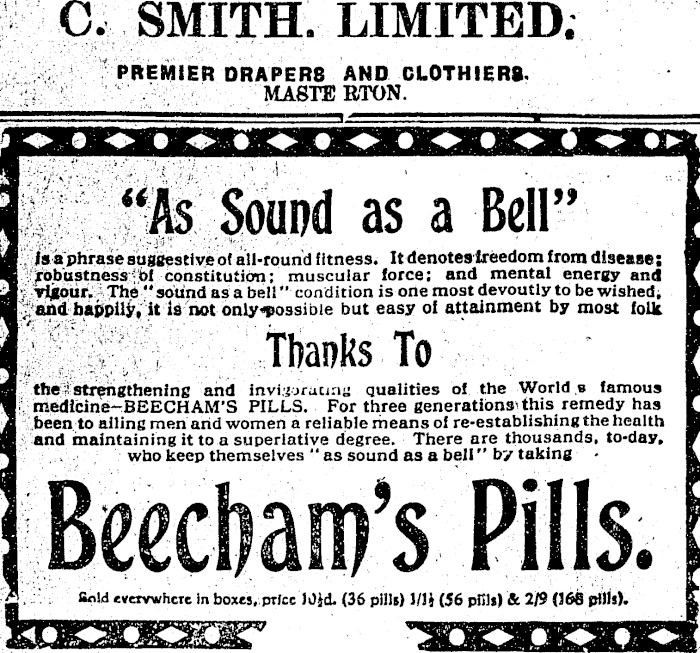 C. SMITH. LIMITED.
PREMIER DRAPERS AND CLOTHIERS.
MASTERTON.
"As Sound as a Bell"
Is a phrase suggestive of all-round fitness. It denotes freedom from disease;
robustness of constitution; muscular force; and mental energy and
vigour. The "sound as a bell" condition is one most devoutly to be wished,
and happily, it is not only possible but easy of attainment by most folk
Thanks To
the strengthening and invigorating qualities of the World s famous
medicine—BEECHAM'S PILLS. For three generations this remedy has
been to ailing men and women a reliable means of re-establishing the health
and maintaining it to a superlative degree. There are thousands, to-day,
who keep themselves "as sound as a bell" by taking
Beecham's Pills.
Sold everywhere in boxes, price 10½d. (36 pills) 1/1½ (56 pills) & 2/9 (168 pills).